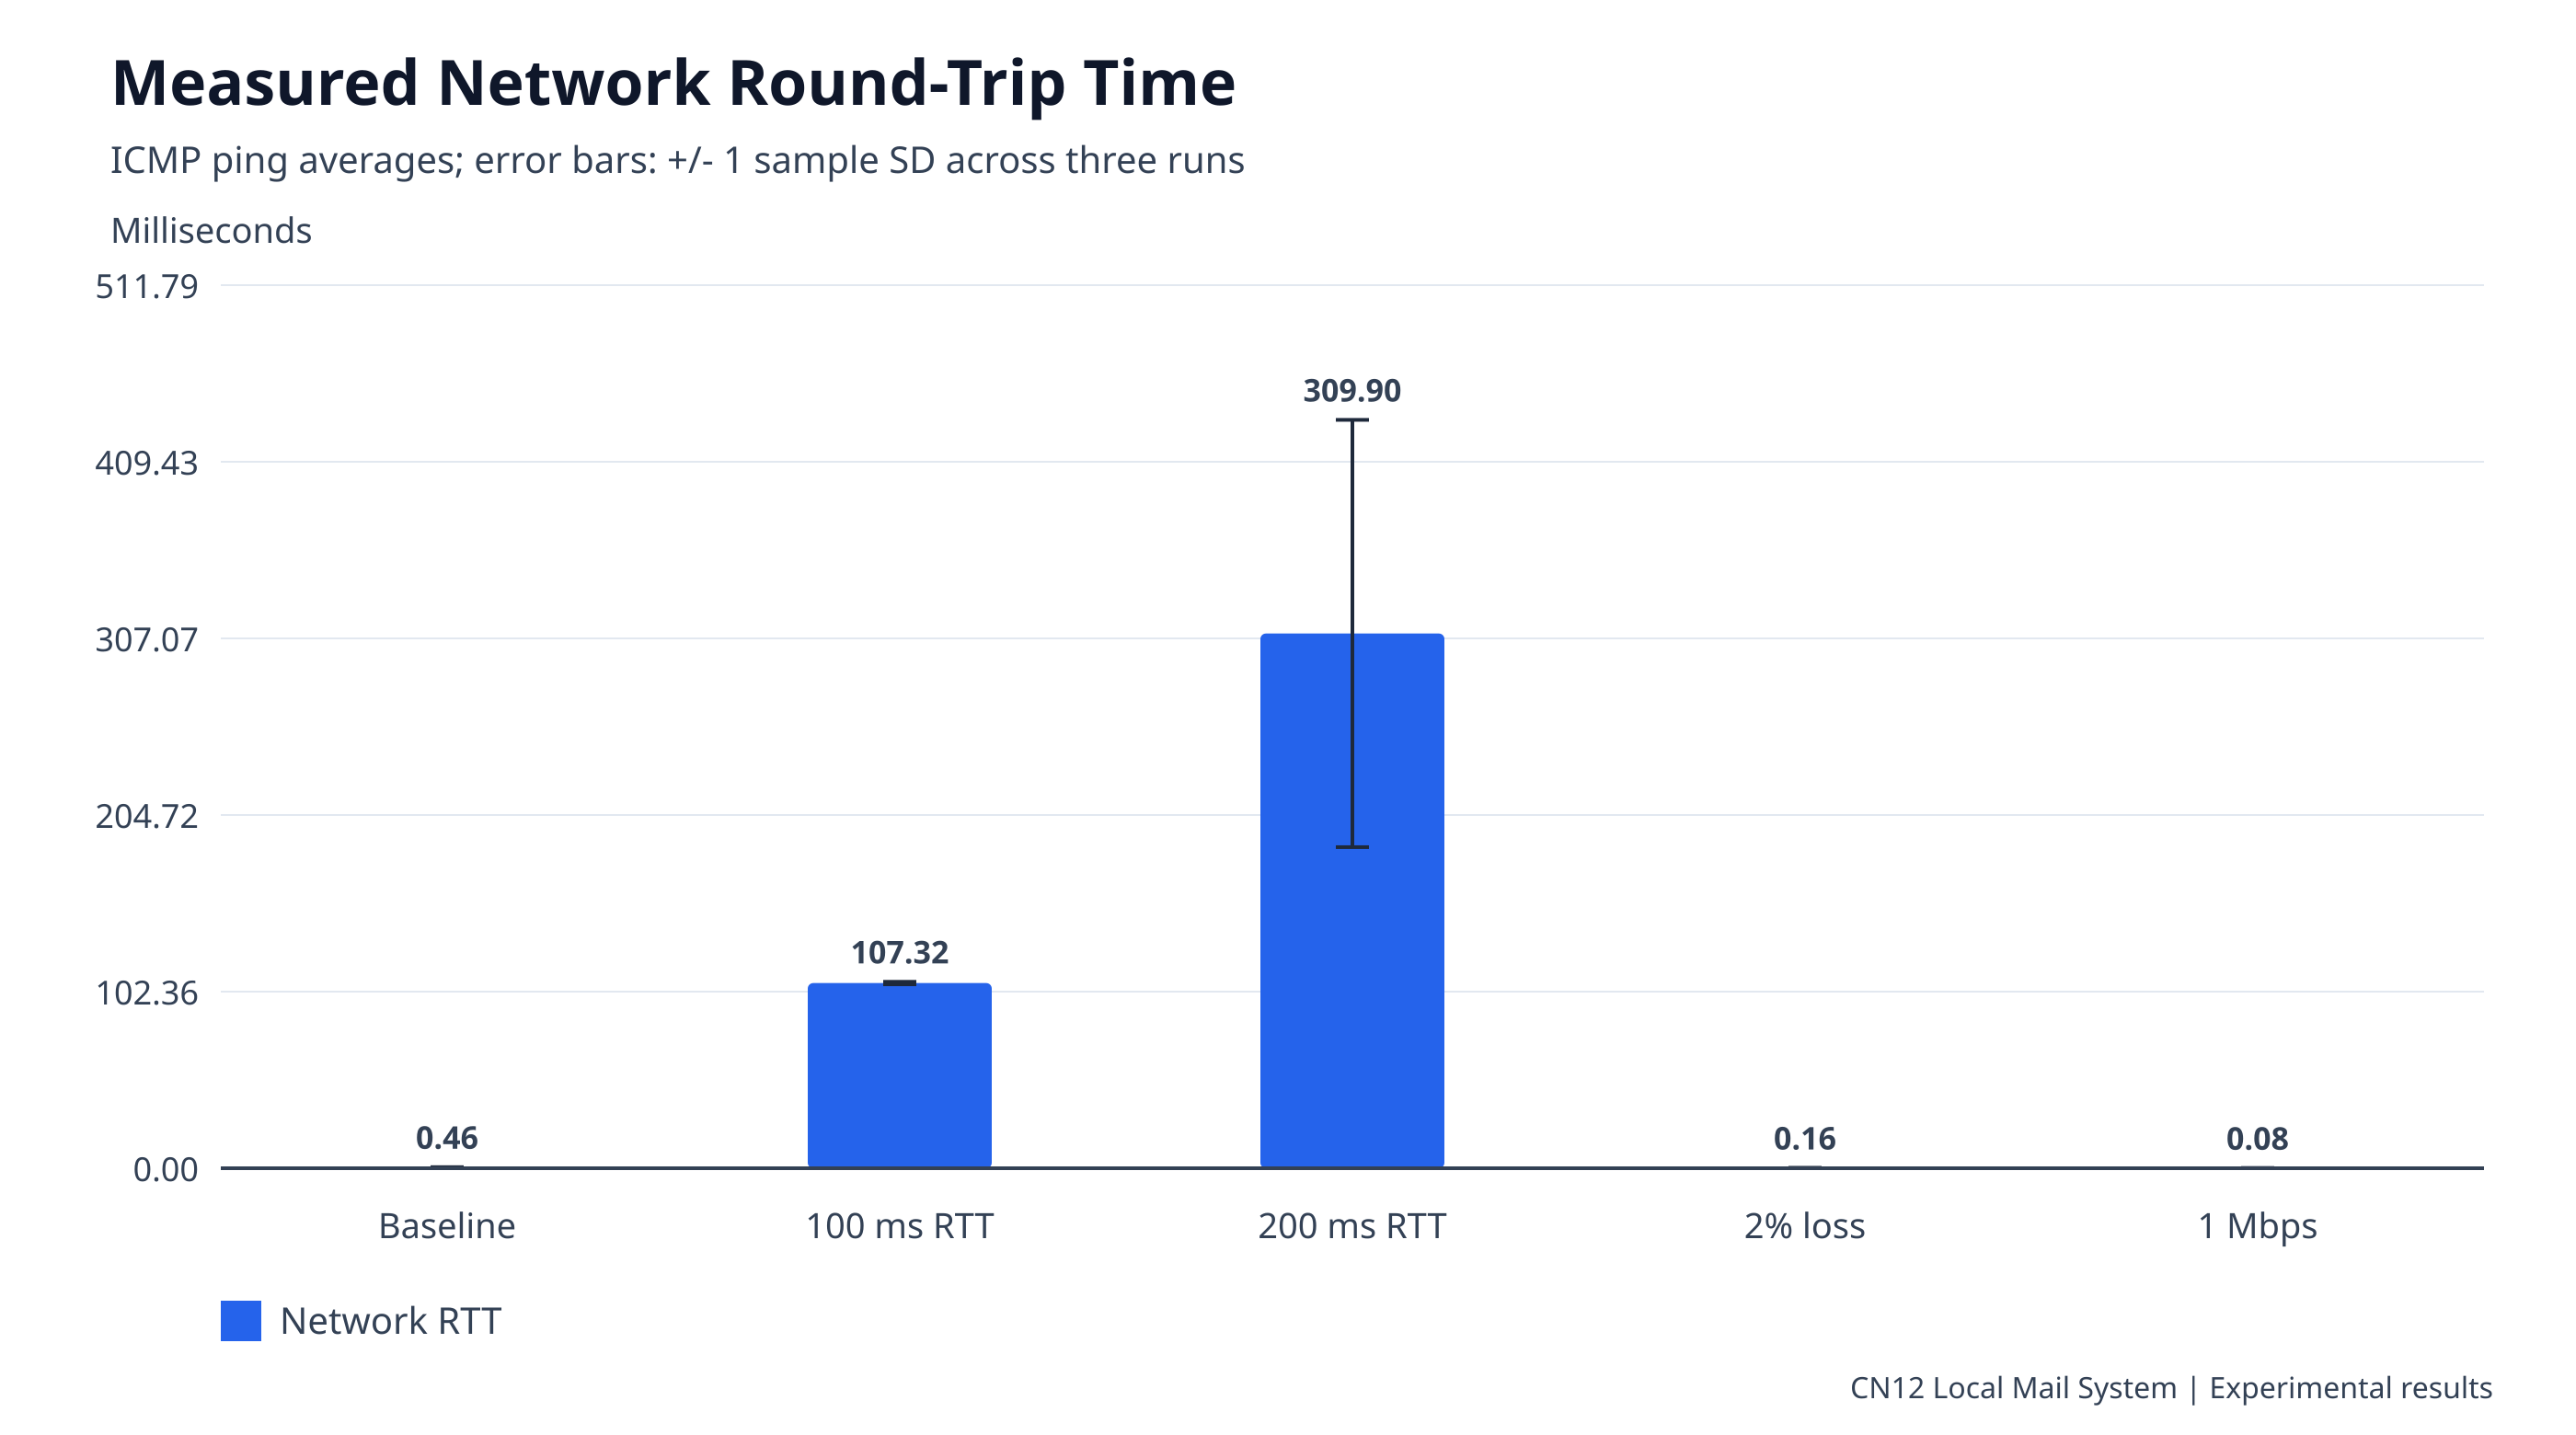 Measured Network Round-Trip Time
ICMP ping averages; error bars: +/- 1 sample SD across three runs
Milliseconds
511.79
409.43
307.07
204.72
102.36
0.00
0.46
107.32
309.90
0.16
0.08
Baseline
100 ms RTT
200 ms RTT
2% loss
1 Mbps
Network RTT
CN12 Local Mail System | Experimental results